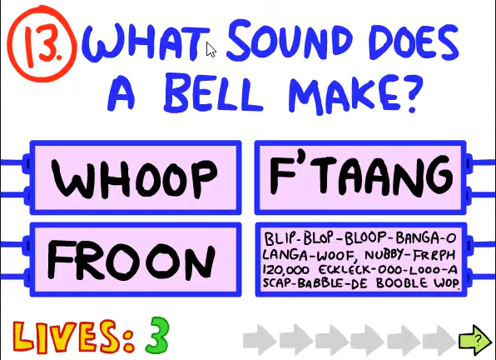 13. WHAT SOUND DOES
A BELL MAKE?
WHOOP
F'TAANG
FROON
BLIP-BLOP-BLOOP-BANGA-O
LANGA-WOOF, NUBBY-FRRPH
120,000 ECKLECK-OOO-LOOO-A
SCAP-BABBLE-DE BOOBLE WOP.
LIVES: 3
?